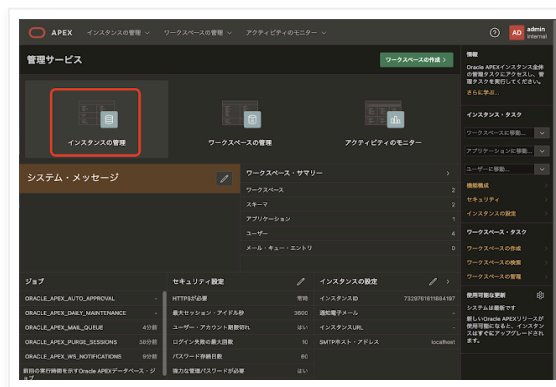 APEX
インスタンスの管理
ワークスペースの管理
アクティビティのモニター
AD
admin
internal
管理サービス
ワークスペースの作成
インスタンスの管理
ワークスペースの管理
アクティビティのモニター
システム・メッセージ
ワークスペース・サマリー
ワークスペース 2
スキーマ 2
アプリケーション 1
ユーザー 4
メール・キュー・エントリ 0
ジョブ
ORACLE_APEX_AUTO_APPROVAL -
ORACLE_APEX_DAILY_MAINTENANCE -
ORACLE_APEX_MAIL_QUEUE 4分前
ORACLE_APEX_PURGE_SESSIONS 38分前
ORACLE_APEX_WS_NOTIFICATIONS 9分前
前回の実行時間を示すOracle APEXデータベース・ジ
ョブ
セキュリティ設定
HTTPSが必要 常時
最大セッション・アイドル秒 3600
ユーザー・アカウント期限切れ はい
ログイン失敗の最大回数 10
パスワード存続日数 60
強力な管理パスワードが必要 はい
インスタンスの設定
インスタンスID
通知電子メール -
インスタンスURL -
SMTPホスト・アドレス localhost
情報
Oracle APEXインスタンス全体
の管理タスクにアクセスし、管
理タスクを実行してください。
さらに学ぶ...
インスタンス・タスク
ワークスペースに移動...
アプリケーションに移動...
ユーザーに移動...
機能構成
セキュリティ
インスタンスの設定
ワークスペース・タスク
ワークスペースの作成
ワークスペースの検索
ワークスペースの管理
使用可能な更新
システムは最新です
新しいOracle APEXリリースが
使用可能になると、インスタン
スはすぐにアップグレードされ
ます。